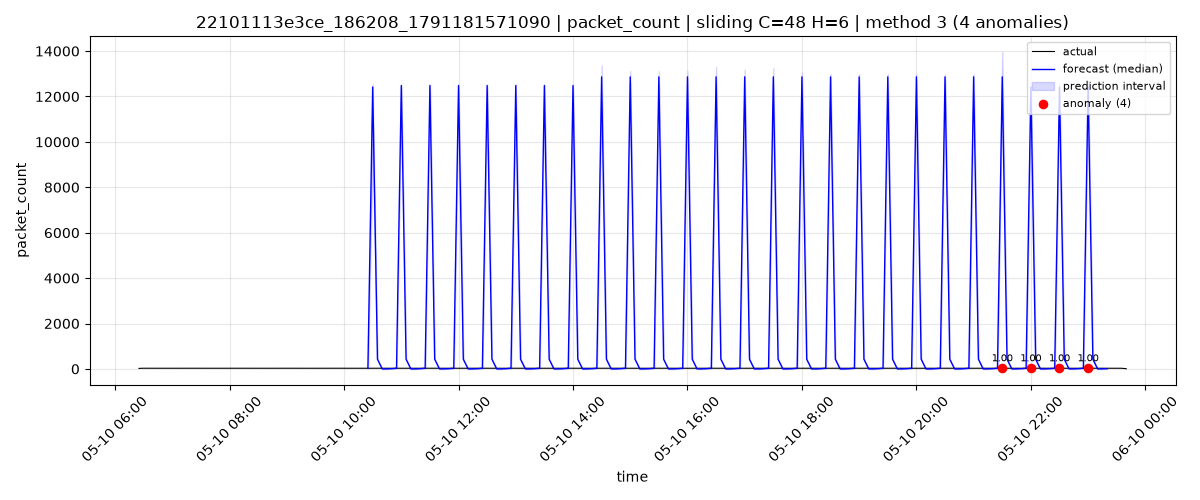 22101113e3ce_186208_1791181571090 | packet_count | sliding C=48 H=6 | method 3 (4 anomalies)
packet_count
14000
12000
10000
8000
6000
4000
2000
0
actual
forecast (median)
prediction interval
anomaly (4)
1.00 1.00 1.00 1.00
05-10 06:00
05-10 08:00
05-10 10:00
05-10 12:00
05-10 14:00
05-10 16:00
05-10 18:00
05-10 20:00
05-10 22:00
06-10 00:00
time